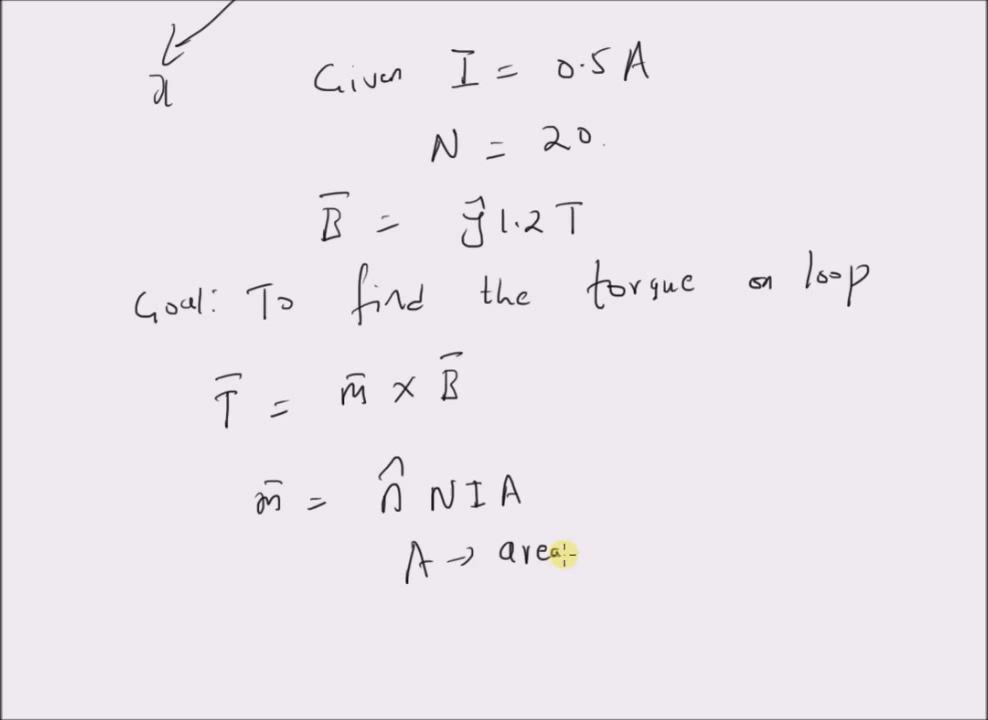 x
Given I = 0.5 A
N = 20.
B̅ = ŷ 1.2 T
Goal: To find the torque on loop
T̅ = m̅ × B̅
m̅ = n̂ N I A
A → area